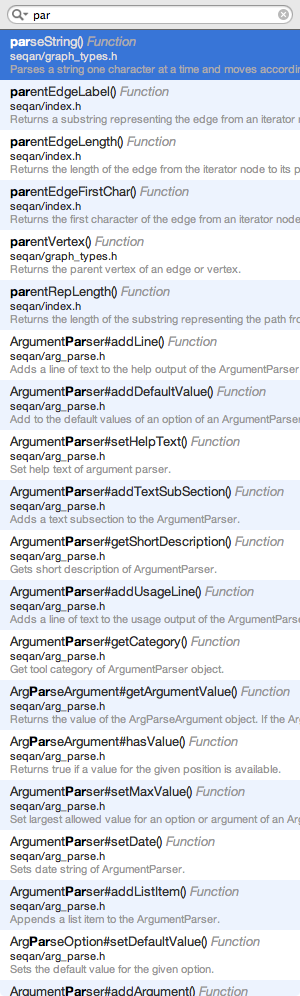 par
parseString() Function
seqan/graph_types.h
Parses a string one character at a time and moves accordin
parentEdgeLabel() Function
seqan/index.h
Returns a substring representing the edge from an iterator n
parentEdgeLength() Function
seqan/index.h
Returns the length of the edge from the iterator node to its p
parentEdgeFirstChar() Function
seqan/index.h
Returns the first character of the edge from an iterator node
parentVertex() Function
seqan/graph_types.h
Returns the parent vertex of an edge or vertex.
parentRepLength() Function
seqan/index.h
Returns the length of the substring representing the path fro
ArgumentParser#addLine() Function
seqan/arg_parse.h
Adds a line of text to the help output of the ArgumentParser
ArgumentParser#addDefaultValue() Function
seqan/arg_parse.h
Add to the default values of an option of an ArgumentParser
ArgumentParser#setHelpText() Function
seqan/arg_parse.h
Set help text of argument parser.
ArgumentParser#addTextSubSection() Function
seqan/arg_parse.h
Adds a text subsection to the ArgumentParser.
ArgumentParser#getShortDescription() Function
seqan/arg_parse.h
Gets short description of ArgumentParser.
ArgumentParser#addUsageLine() Function
seqan/arg_parse.h
Adds a line of text to the usage output of the ArgumentParse
ArgumentParser#getCategory() Function
seqan/arg_parse.h
Get tool category of ArgumentParser object.
ArgParseArgument#getArgumentValue() Function
seqan/arg_parse.h
Returns the value of the ArgParseArgument object. If the Ar
ArgParseArgument#hasValue() Function
seqan/arg_parse.h
Returns true if a value for the given position is available.
ArgumentParser#setMaxValue() Function
seqan/arg_parse.h
Set largest allowed value for an option or argument of an Arg
ArgumentParser#setDate() Function
seqan/arg_parse.h
Sets date string of ArgumentParser.
ArgumentParser#addListItem() Function
seqan/arg_parse.h
Appends a list item to the ArgumentParser.
ArgParseOption#setDefaultValue() Function
seqan/arg_parse.h
Sets the default value for the given option.
ArgumentParser#addArgument() Function